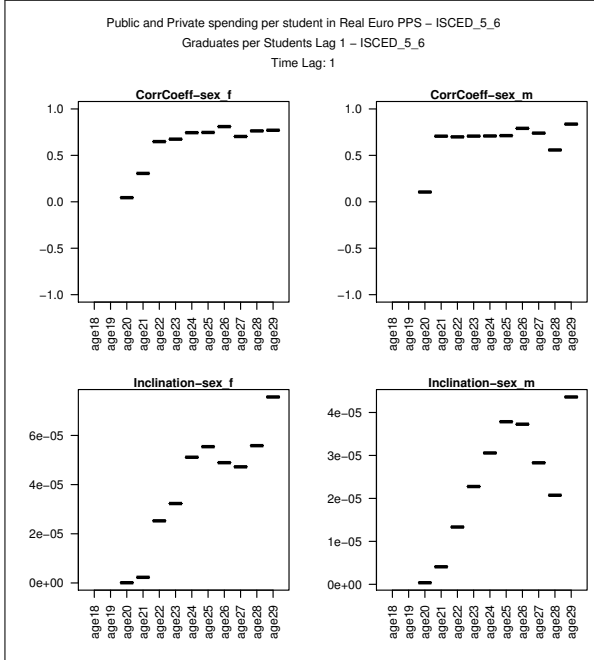 Public and Private spending per student in Real Euro PPS − ISCED_5_6
Graduates per Students Lag 1 − ISCED_5_6
Time Lag: 1
CorrCoeff−sex_f
1.0
0.5
0.0
−0.5
−1.0
age18
age19
age20
age21
age22
age23
age24
age25
age26
age27
age28
age29
CorrCoeff−sex_m
1.0
0.5
0.0
−0.5
−1.0
age18
age19
age20
age21
age22
age23
age24
age25
age26
age27
age28
age29
Inclination−sex_f
6e−05
4e−05
2e−05
0e+00
age18
age19
age20
age21
age22
age23
age24
age25
age26
age27
age28
age29
Inclination−sex_m
4e−05
3e−05
2e−05
1e−05
0e+00
age18
age19
age20
age21
age22
age23
age24
age25
age26
age27
age28
age29